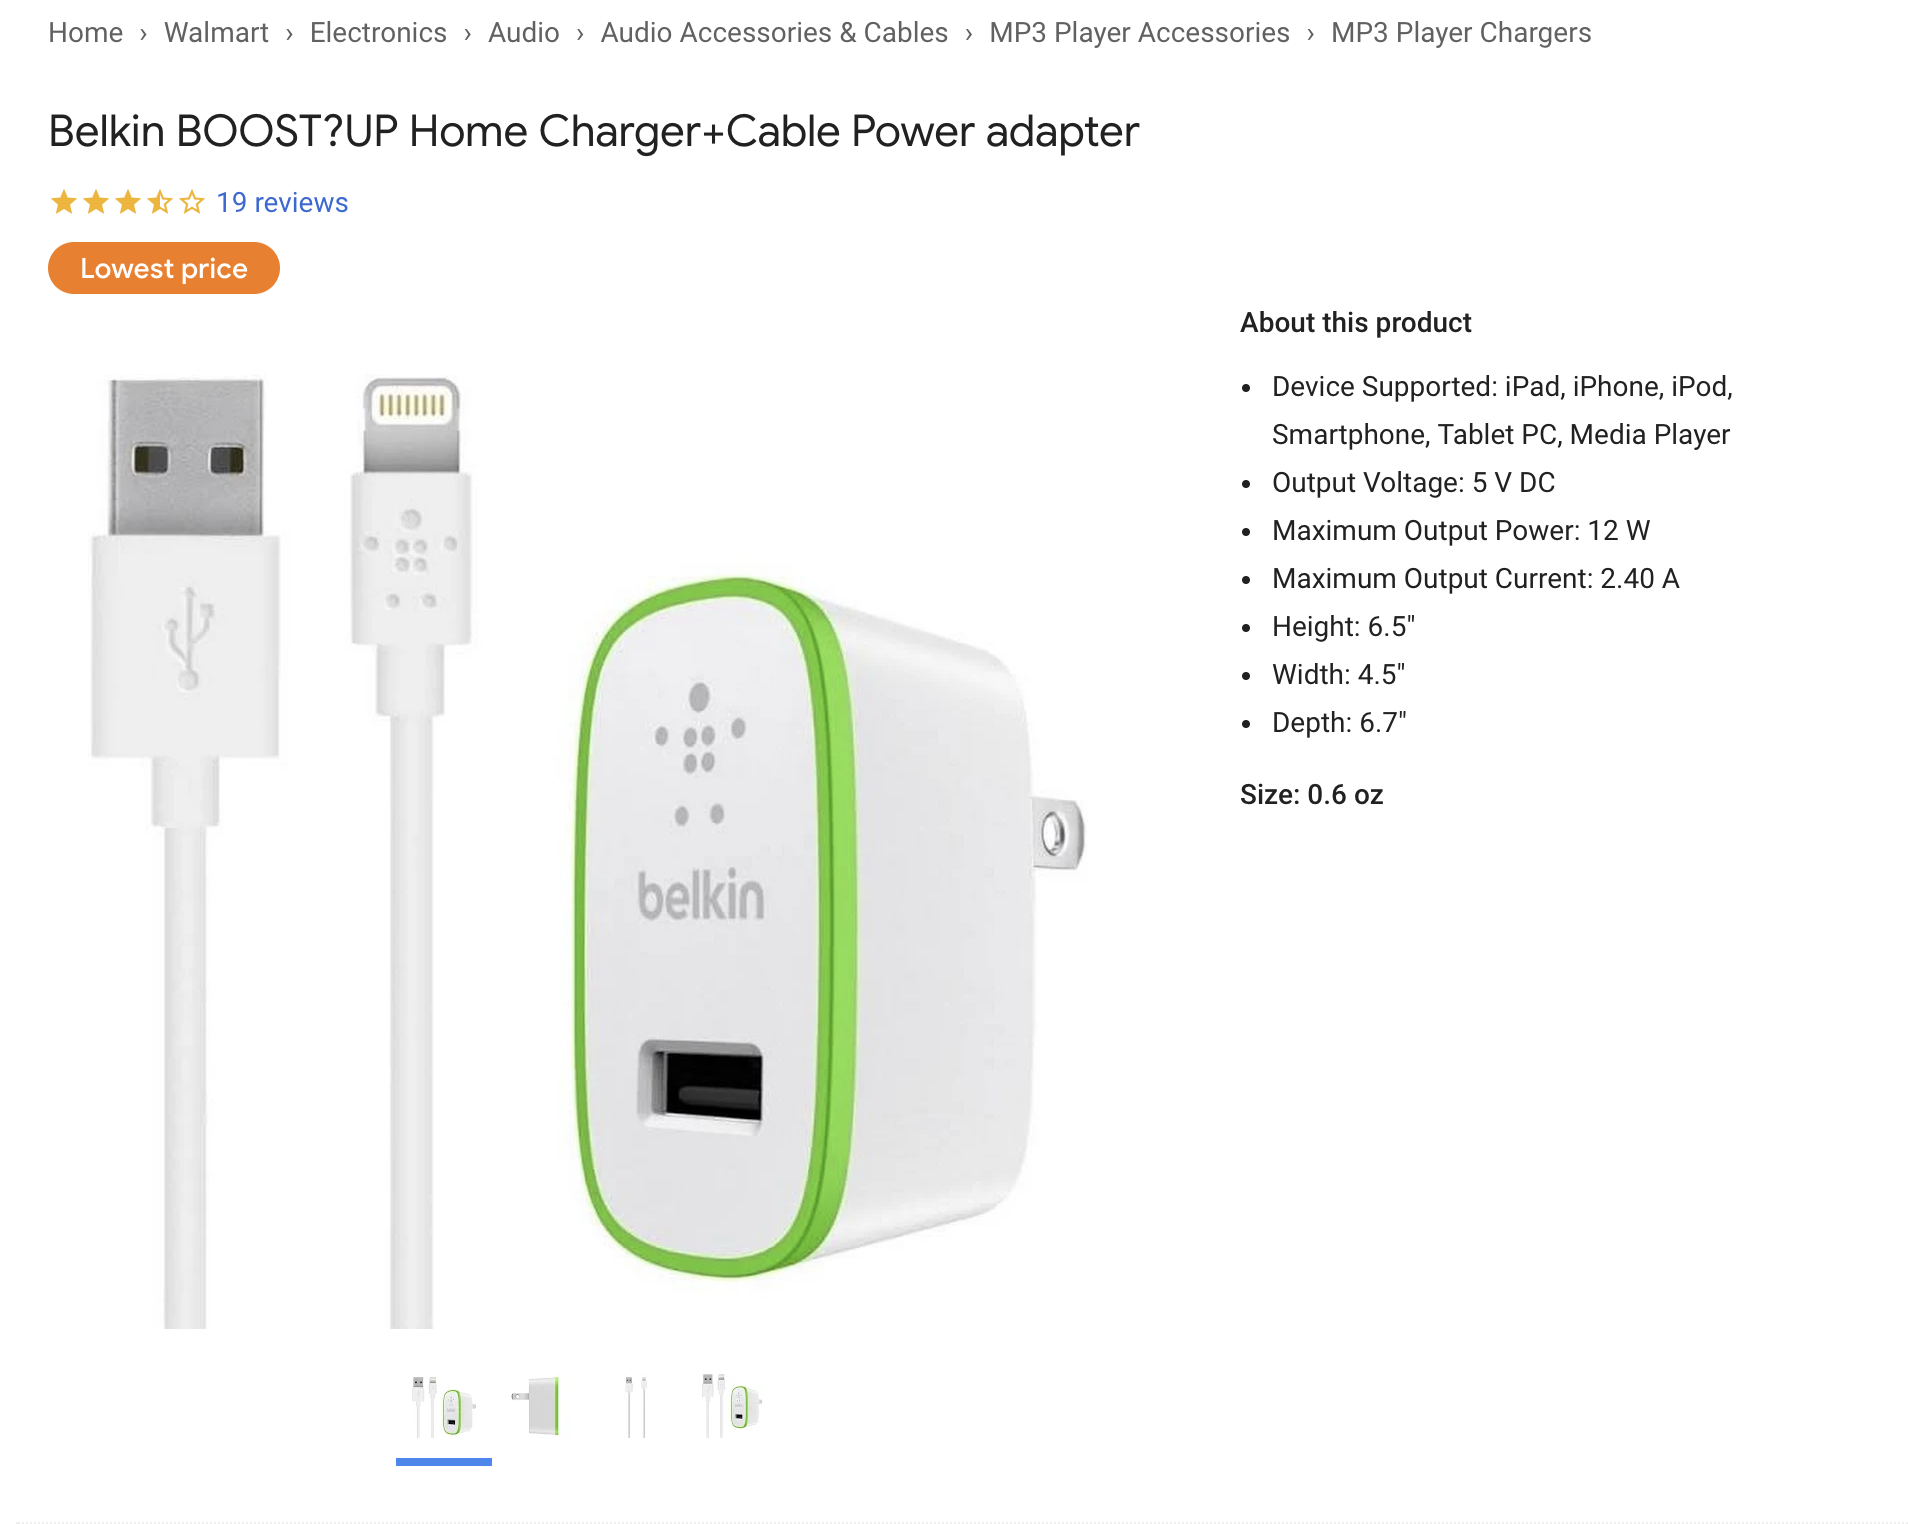 Home › Walmart › Electronics › Audio › Audio Accessories & Cables › MP3 Player Accessories › MP3 Player Chargers
Belkin BOOST?UP Home Charger+Cable Power adapter
19 reviews
Lowest price
belkin
About this product
• Device Supported: iPad, iPhone, iPod,
Smartphone, Tablet PC, Media Player
• Output Voltage: 5 V DC
• Maximum Output Power: 12 W
• Maximum Output Current: 2.40 A
• Height: 6.5"
• Width: 4.5"
• Depth: 6.7"
Size: 0.6 oz